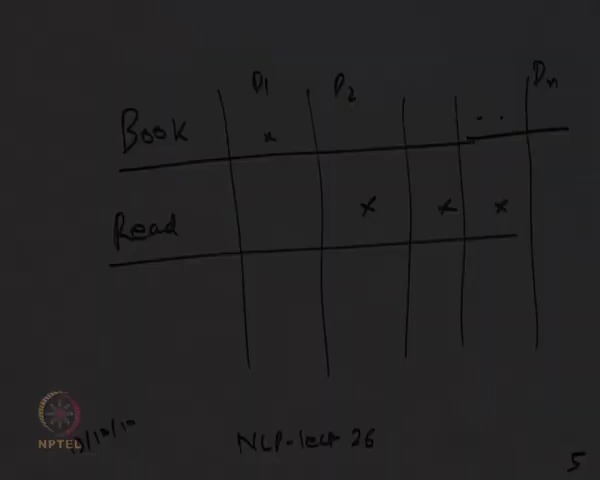 D1 D2 Dn
Book x . .
Read x x x
NPTEL
NLP-lect 26
5